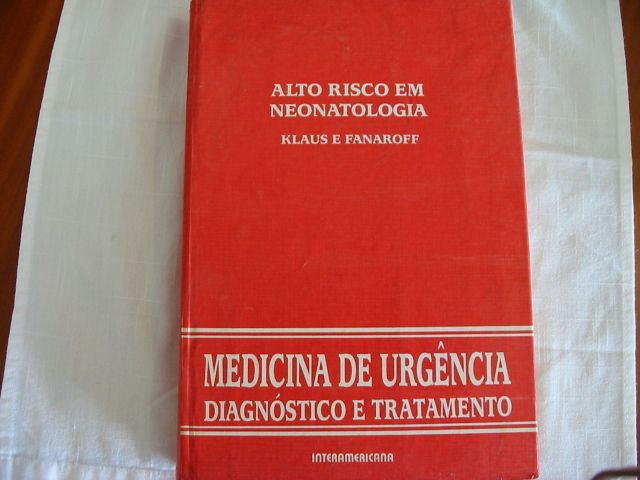 ALTO RISCO EM
NEONATOLOGIA
KLAUS E FANAROFF
MEDICINA DE URGÊNCIA
DIAGNÓSTICO E TRATAMENTO
INTERAMERICANA